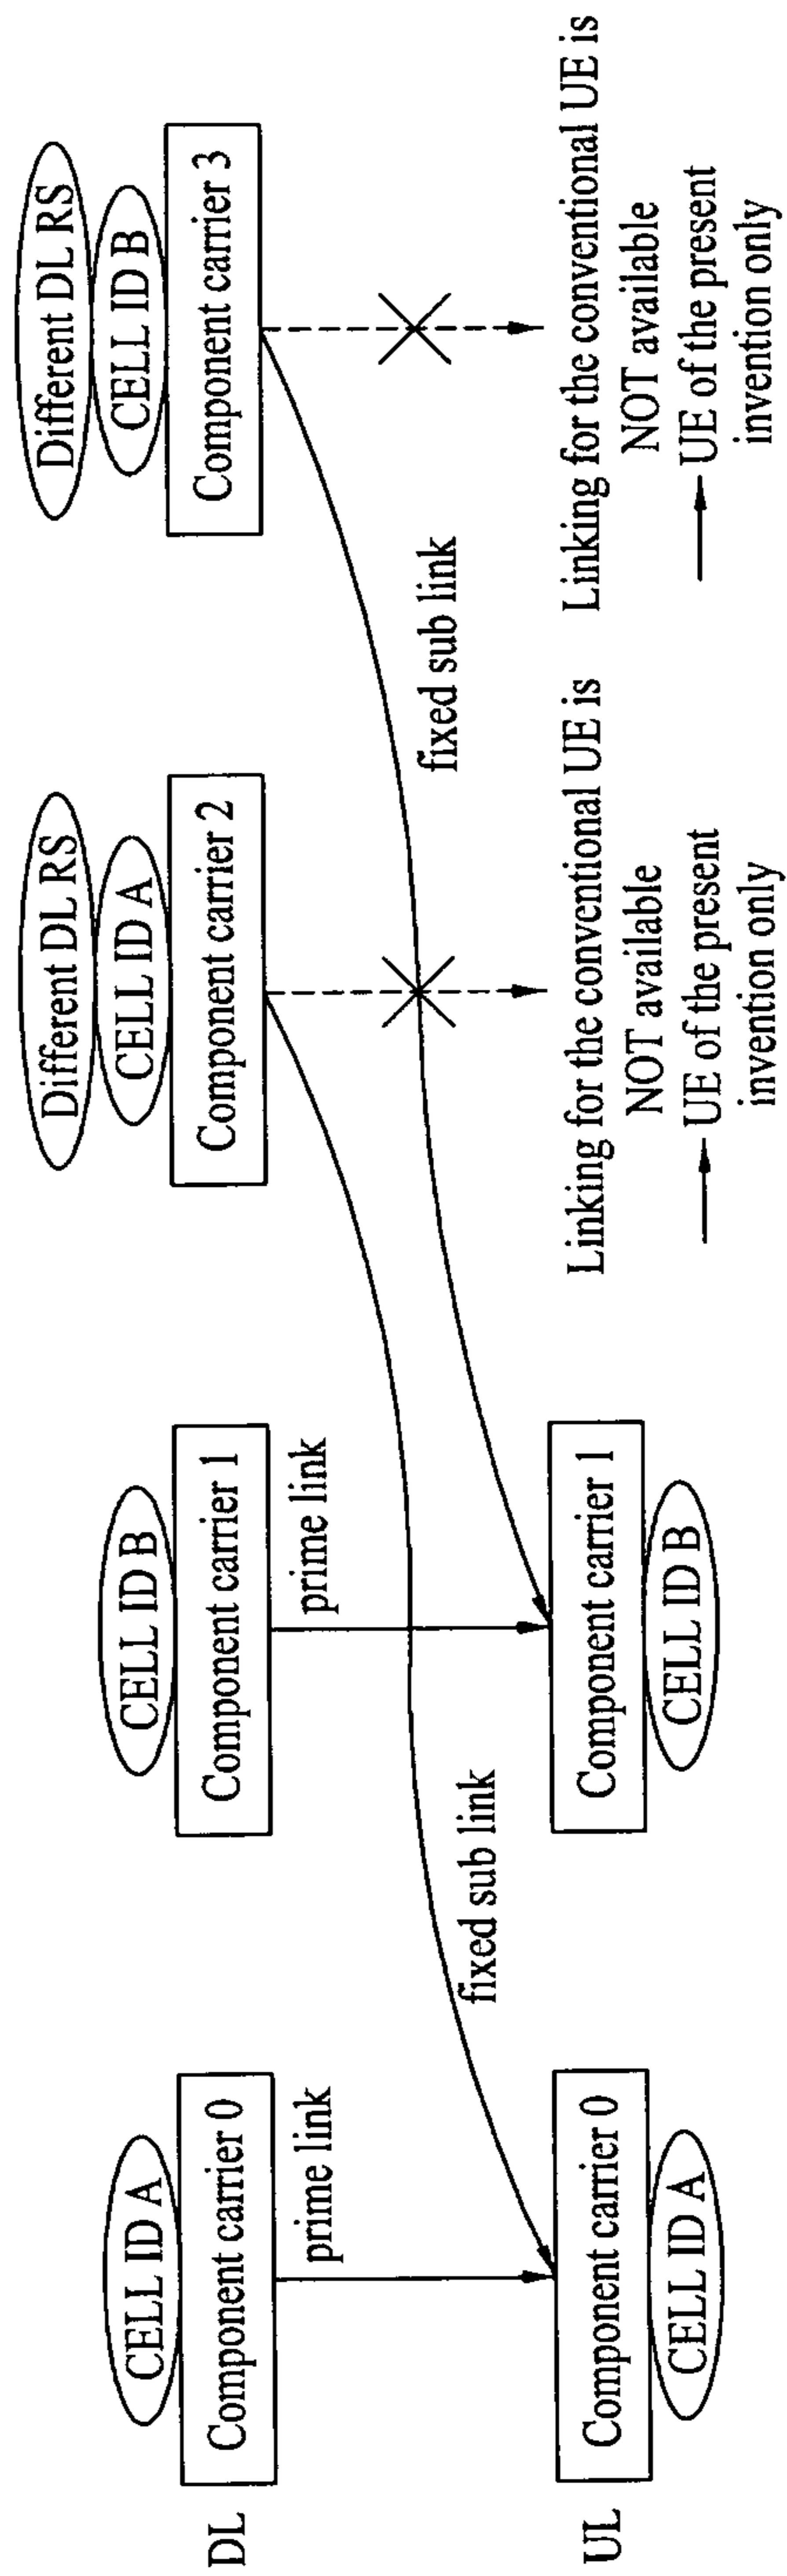 Different DL RS
Different DL RS
CELL ID A
CELL ID B
CELL ID A
CELL ID B
DL
Component carrier 0
Component carrier 1
Component carrier 2
Component carrier 3
prime link
prime link
fixed sub link
fixed sub link
UL
Component carrier 0
Component carrier 1
CELL ID A
CELL ID B
Linking for the conventional UE is
NOT available
UE of the present
invention only
Linking for the conventional UE is
NOT available
UE of the present
invention only